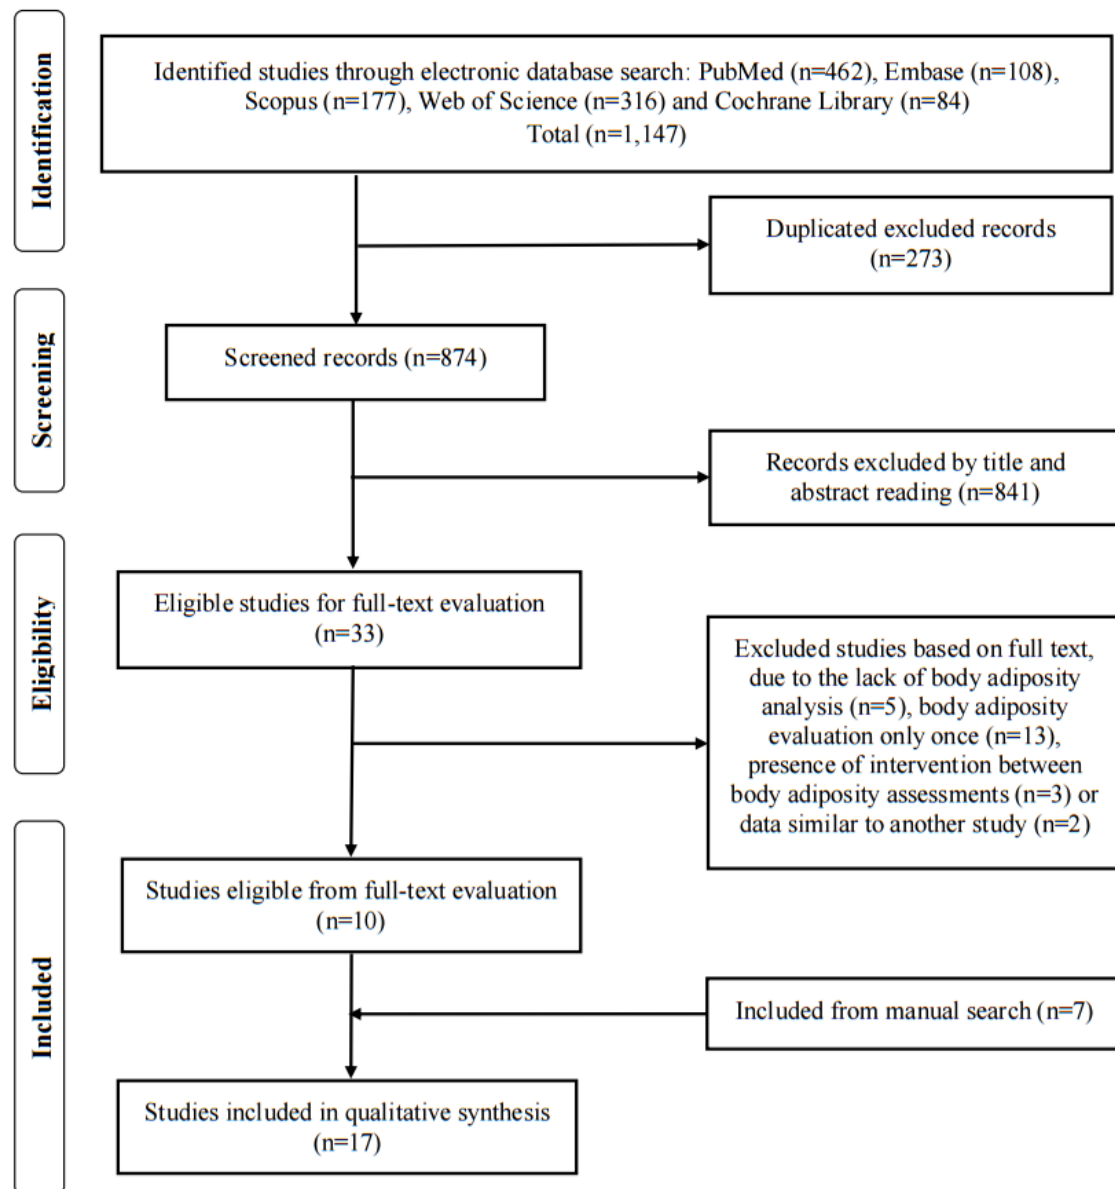 Identification
Identified studies through electronic database search: PubMed (n=462), Embase (n=108),
Scopus (n=177), Web of Science (n=316) and Cochrane Library (n=84)
Total (n=1,147)
Duplicated excluded records
(n=273)
Screening
Screened records (n=874)
Records excluded by title and
abstract reading (n=841)
Eligibility
Eligible studies for full-text evaluation
(n=33)
Excluded studies based on full text,
due to the lack of body adiposity
analysis (n=5), body adiposity
evaluation only once (n=13),
presence of intervention between
body adiposity assessments (n=3) or
data similar to another study (n=2)
Included
Studies eligible from full-text evaluation
(n=10)
Included from manual search (n=7)
Studies included in qualitative synthesis
(n=17)